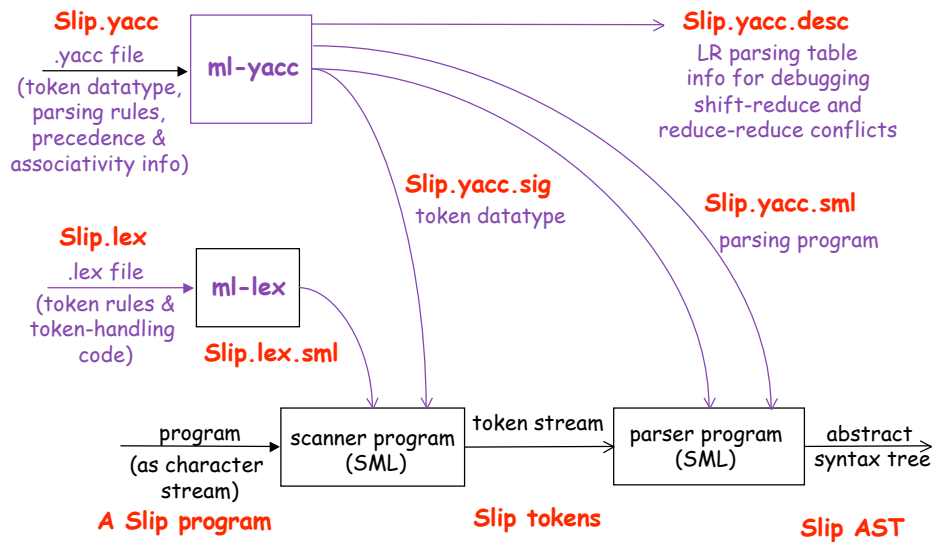 Slip.yacc
.yacc file
(token datatype,
parsing rules,
precedence &
associativity info)
ml-yacc
Slip.yacc.desc
LR parsing table
info for debugging
shift-reduce and
reduce-reduce conflicts
Slip.yacc.sig
token datatype
Slip.yacc.sml
parsing program
Slip.lex
.lex file
(token rules &
token-handling
code)
ml-lex
Slip.lex.sml
program
(as character
stream)
A Slip program
scanner program
(SML)
token stream
Slip tokens
parser program
(SML)
abstract
syntax tree
Slip AST